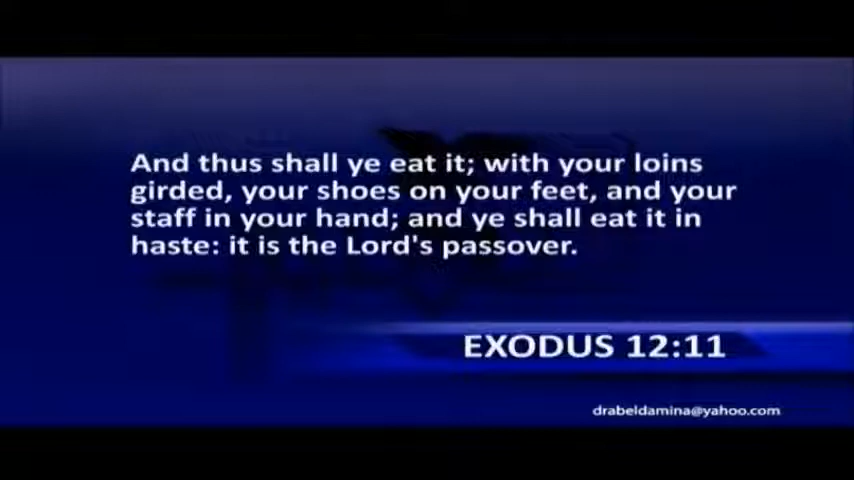 And thus shall ye eat it; with your loins
girded, your shoes on your feet, and your
staff in your hand; and ye shall eat it in
haste: it is the Lord's passover.
EXODUS 12:11
drabeldamina@yahoo.com